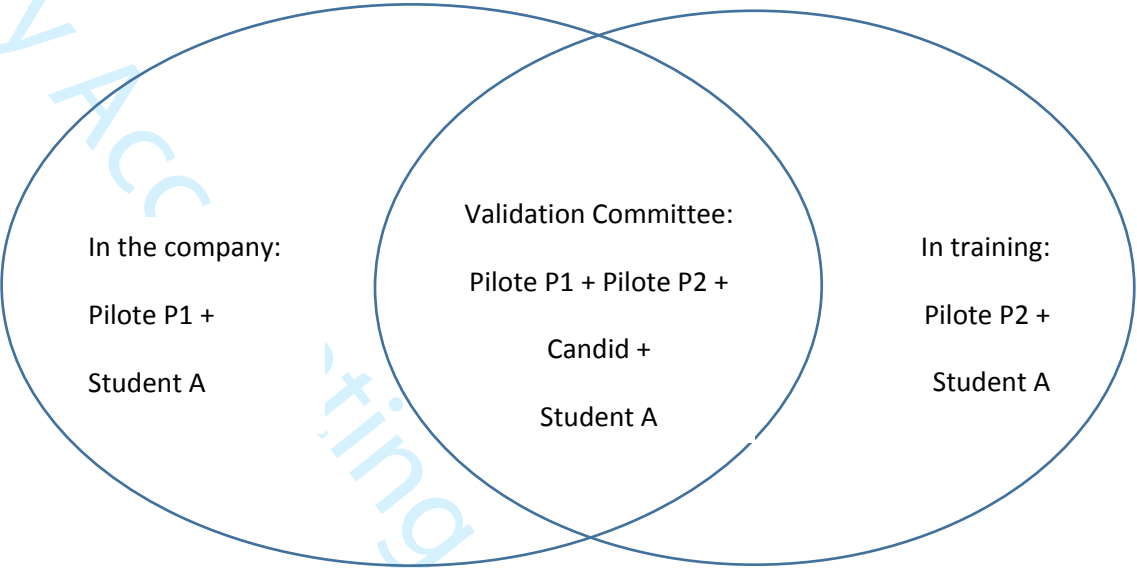 In the company:
Pilote P1 +
Student A
Validation Committee:
Pilote P1 + Pilote P2 +
Candid +
Student A
In training:
Pilote P2 +
Student A